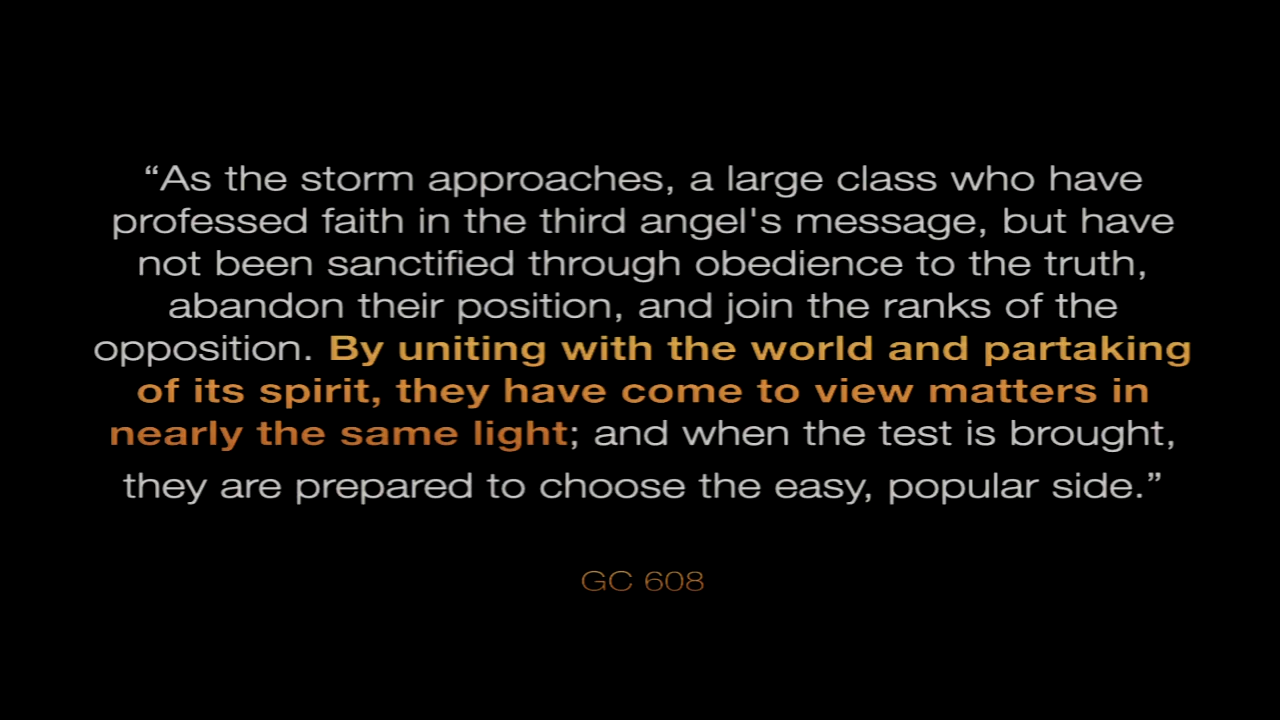 “As the storm approaches, a large class who have
professed faith in the third angel's message, but have
not been sanctified through obedience to the truth,
abandon their position, and join the ranks of the
opposition. By uniting with the world and partaking
of its spirit, they have come to view matters in
nearly the same light; and when the test is brought,
they are prepared to choose the easy, popular side.”
GC 608